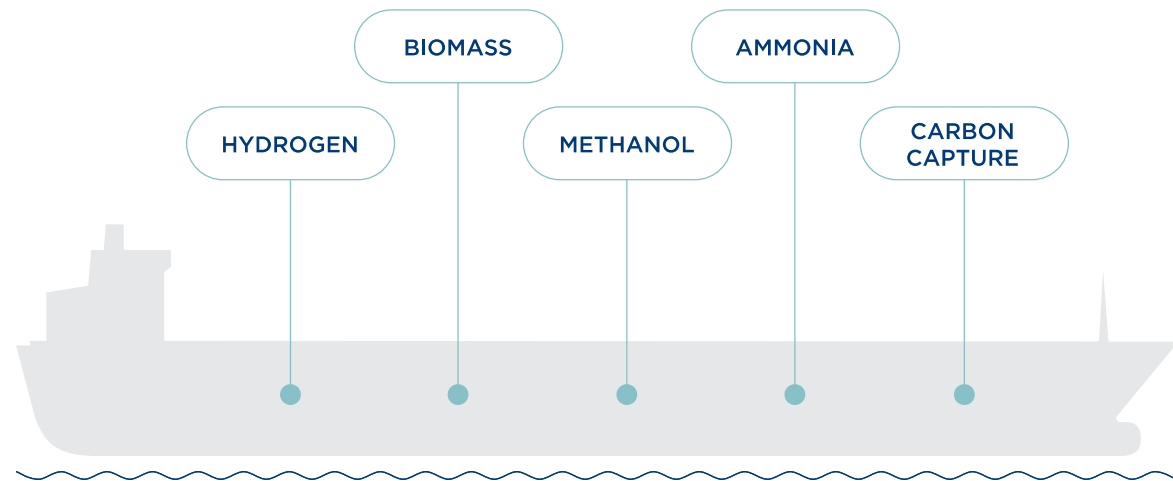 BIOMASS
AMMONIA
HYDROGEN
METHANOL
CARBON
CAPTURE